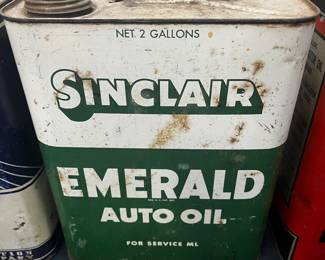 NET 2 GALLONS
SINCLAIR
EMERALD
AUTO OIL
FOR SERVICE ML